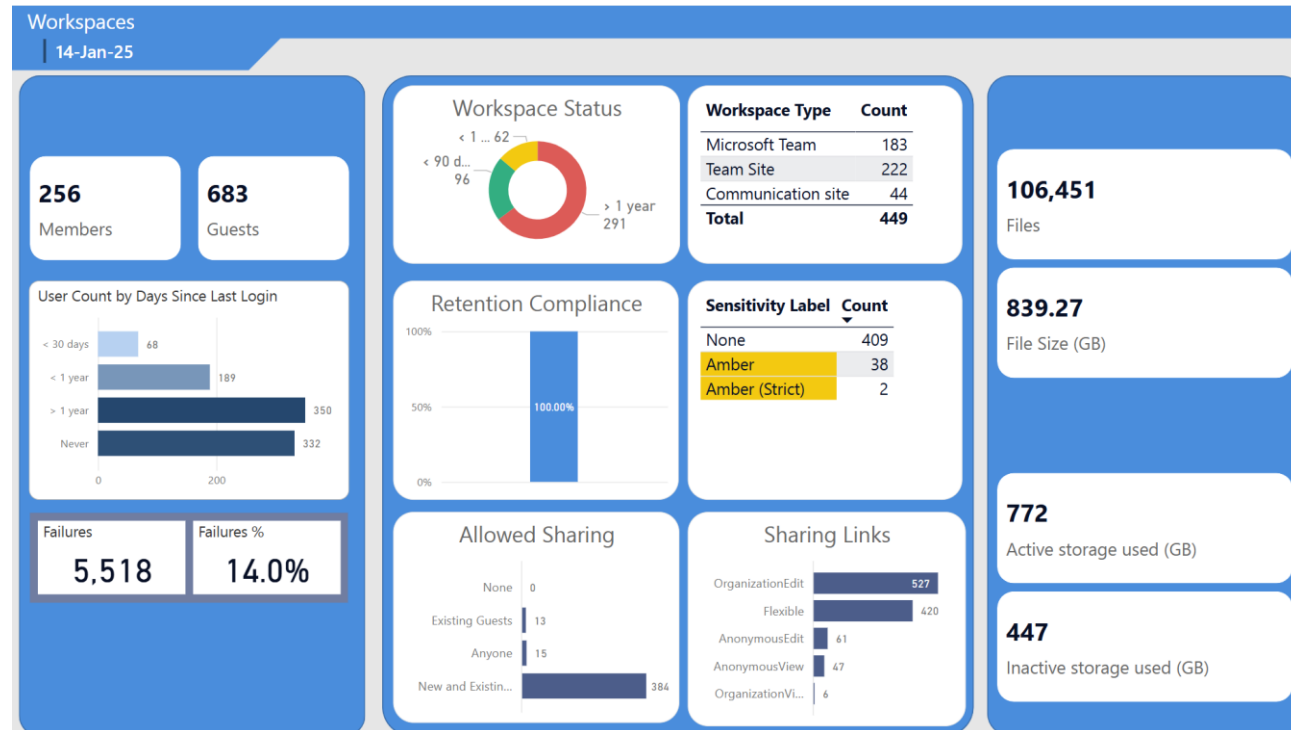 Workspaces
14-Jan-25
256
Members
683
Guests
User Count by Days Since Last Login
< 30 days 68
< 1 year 189
> 1 year 350
Never 332
0 200
Failures
5,518
Failures %
14.0%
Workspace Status
< 1 ... 62
< 90 d...
96
> 1 year
291
Workspace Type Count
Microsoft Team 183
Team Site 222
Communication site 44
Total 449
Retention Compliance
100%
50%
0%
100.00%
Sensitivity Label Count
None 409
Amber 38
Amber (Strict) 2
Allowed Sharing
None 0
Existing Guests 13
Anyone 15
New and Existin... 384
Sharing Links
OrganizationEdit 527
Flexible 420
AnonymousEdit 61
AnonymousView 47
OrganizationVi... 6
106,451
Files
839.27
File Size (GB)
772
Active storage used (GB)
447
Inactive storage used (GB)